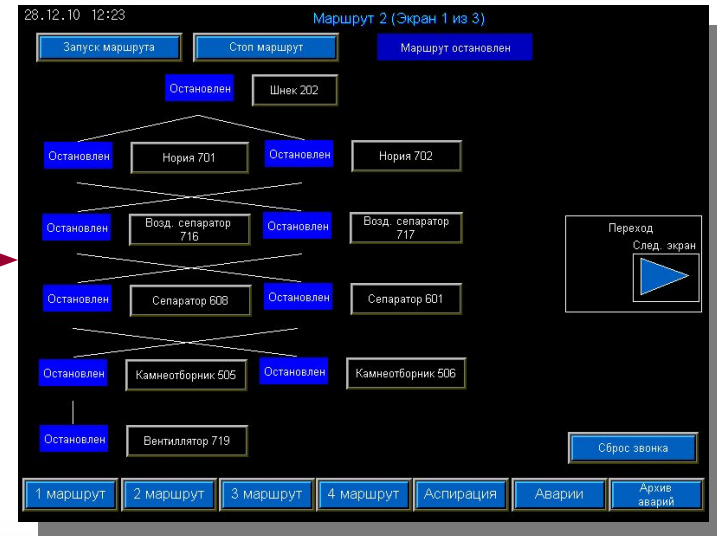 28.12.10 12:23
Маршрут 2 (Экран 1 из 3)
Запуск маршрута
Стоп маршрут
Маршрут остановлен
Остановлен
Шнек 202
Остановлен
Нория 701
Остановлен
Нория 702
Остановлен
Возд. сепаратор
716
Остановлен
Возд. сепаратор
717
Переход
След. экран
Остановлен
Сепаратор 608
Остановлен
Сепаратор 601
Остановлен
Камнеотборник 505
Остановлен
Камнеотборник 506
Остановлен
Вентиллятор 719
Сброс звонка
1 маршрут
2 маршрут
3 маршрут
4 маршрут
Аспирация
Аварии
Архив
аварий